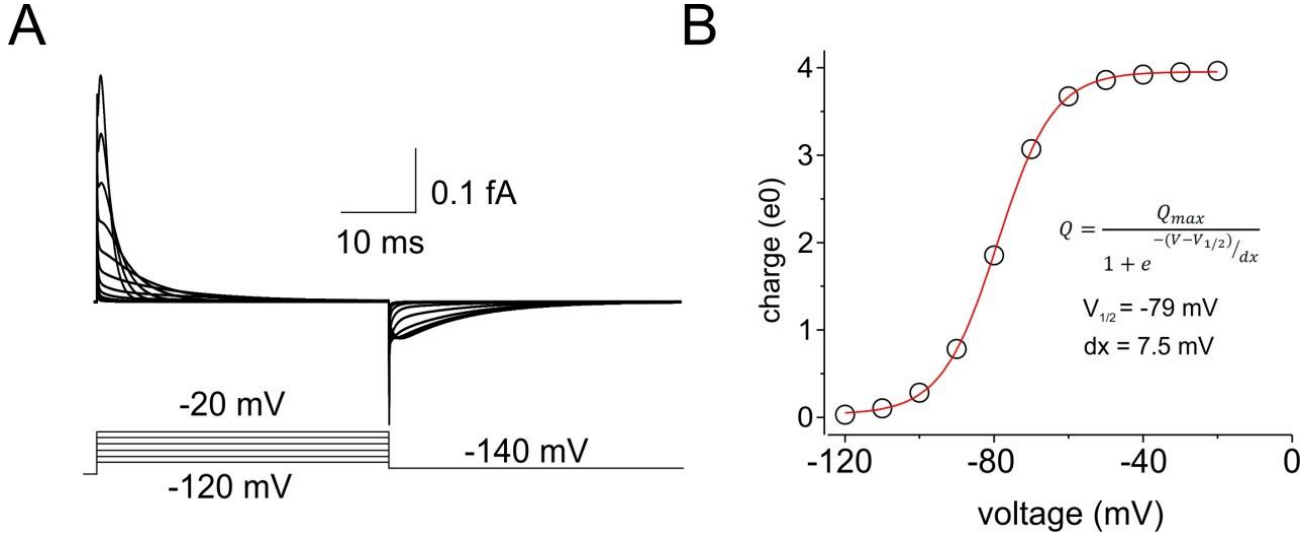 A
0.1 fA
10 ms
-20 mV
-120 mV
-140 mV
B
charge (e0)
4
3
2
1
0
Q = Qmax / 1 + e^-(V-V1/2)/dx
V1/2 = -79 mV
dx = 7.5 mV
-120 -80 -40 0
voltage (mV)